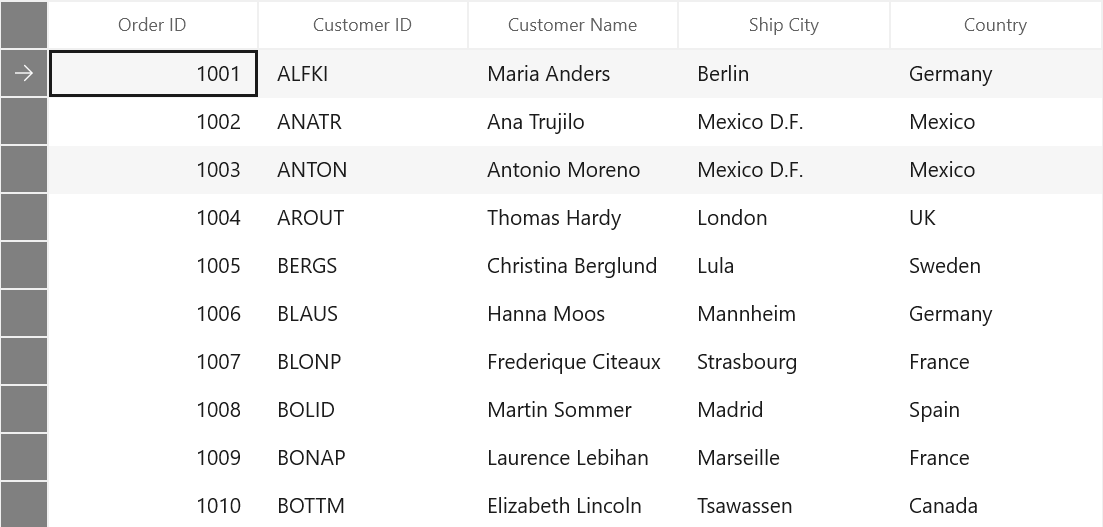 Order ID Customer ID Customer Name Ship City Country
1001 ALFKI Maria Anders Berlin Germany
1002 ANATR Ana Trujilo Mexico D.F. Mexico
1003 ANTON Antonio Moreno Mexico D.F. Mexico
1004 AROUT Thomas Hardy London UK
1005 BERGS Christina Berglund Lula Sweden
1006 BLAUS Hanna Moos Mannheim Germany
1007 BLONP Frederique Citeaux Strasbourg France
1008 BOLID Martin Sommer Madrid Spain
1009 BONAP Laurence Lebihan Marseille France
1010 BOTTM Elizabeth Lincoln Tsawassen Canada